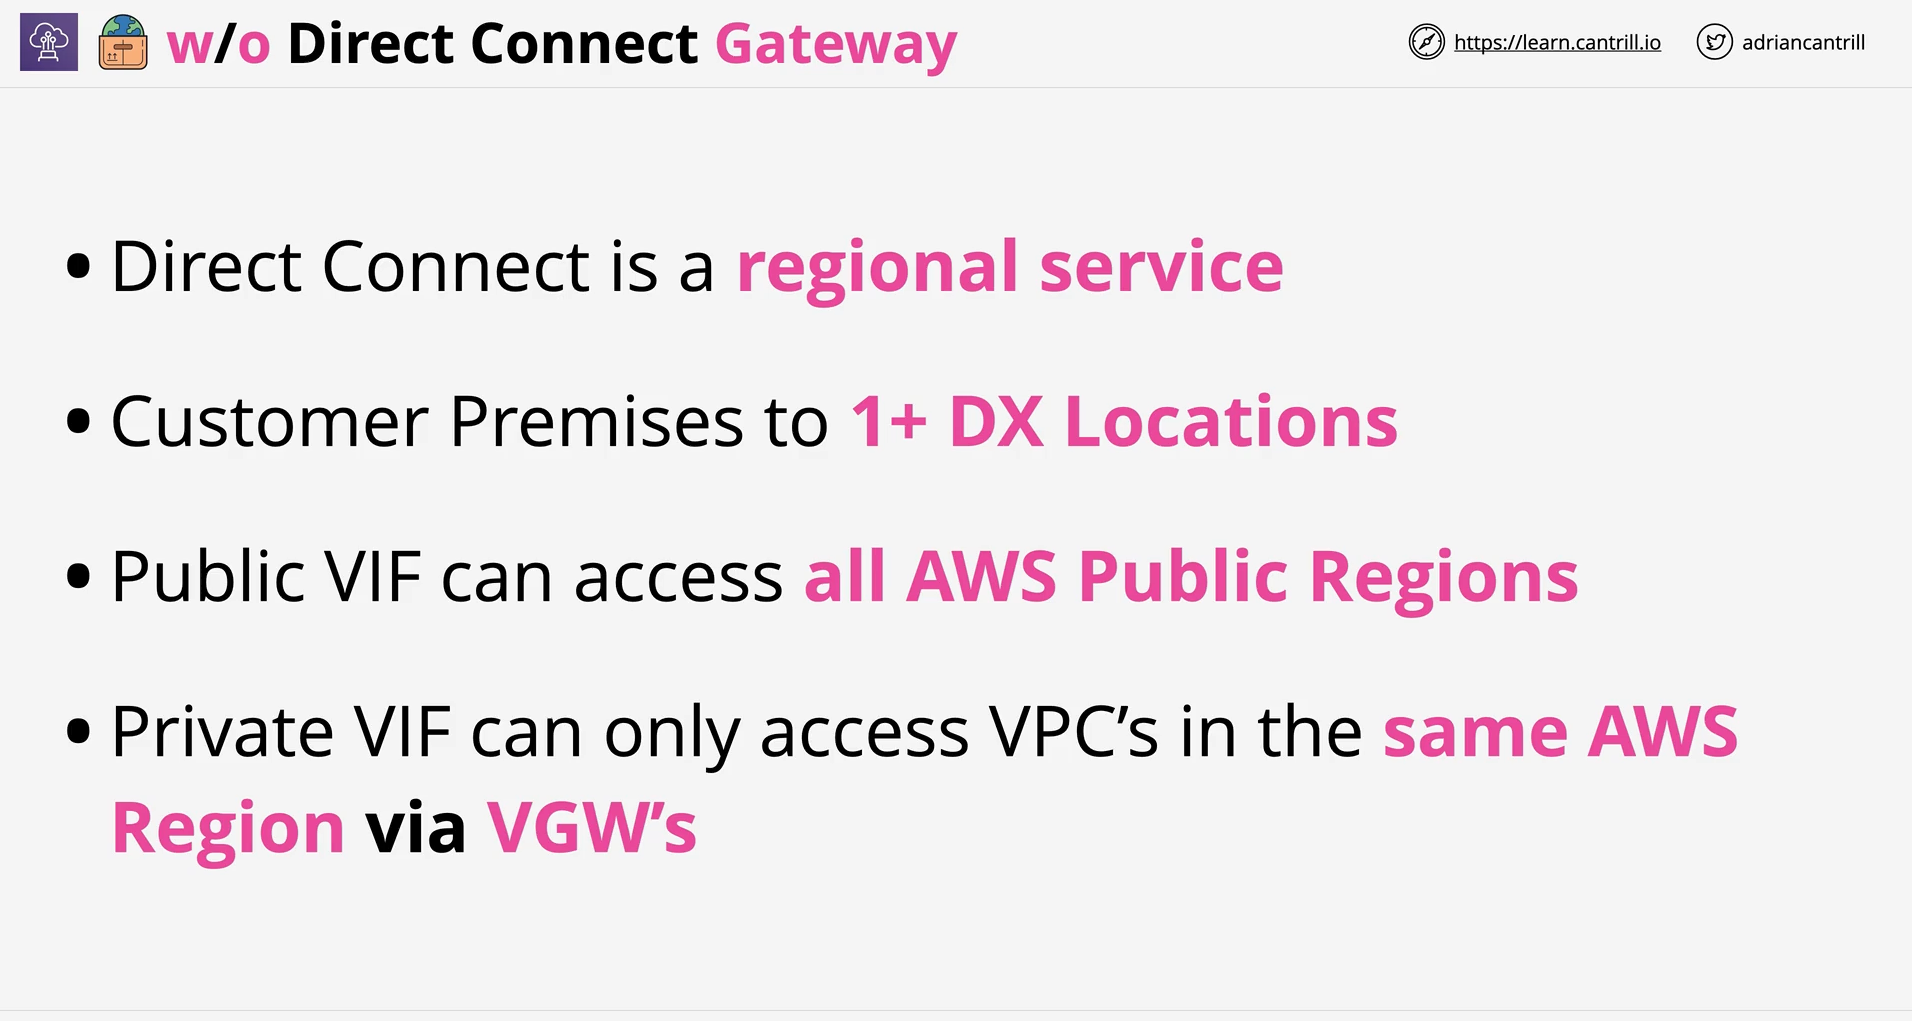 w/o Direct Connect Gateway
https://learn.cantrill.io
adriancantrill
• Direct Connect is a regional service
• Customer Premises to 1+ DX Locations
• Public VIF can access all AWS Public Regions
• Private VIF can only access VPC’s in the same AWS
Region via VGW’s